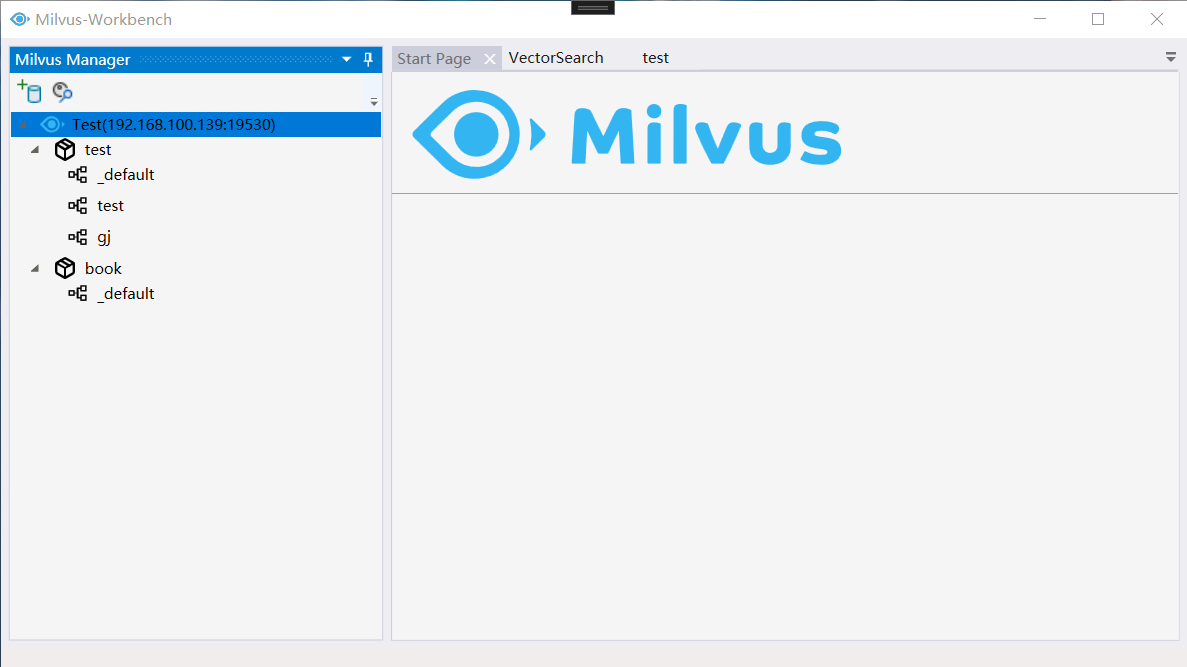 Milvus-Workbench
Milvus Manager
Test(192.168.100.139:19530)
test
_default
test
gj
book
_default
Start Page
VectorSearch
test
Milvus